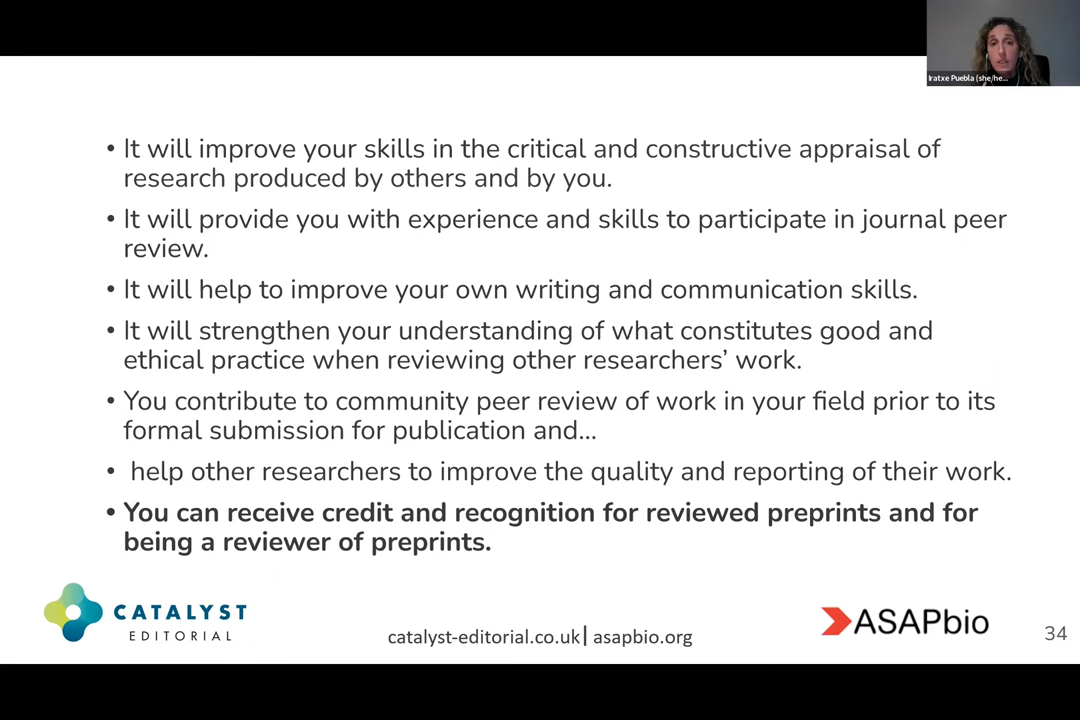 Iratxe Puebla (she/he...
• It will improve your skills in the critical and constructive appraisal of
research produced by others and by you.
• It will provide you with experience and skills to participate in journal peer
review.
• It will help to improve your own writing and communication skills.
• It will strengthen your understanding of what constitutes good and
ethical practice when reviewing other researchers’ work.
• You contribute to community peer review of work in your field prior to its
formal submission for publication and...
• help other researchers to improve the quality and reporting of their work.
• You can receive credit and recognition for reviewed preprints and for
being a reviewer of preprints.
CATALYST
EDITORIAL
catalyst-editorial.co.uk| asapbio.org
ASAPbio
34